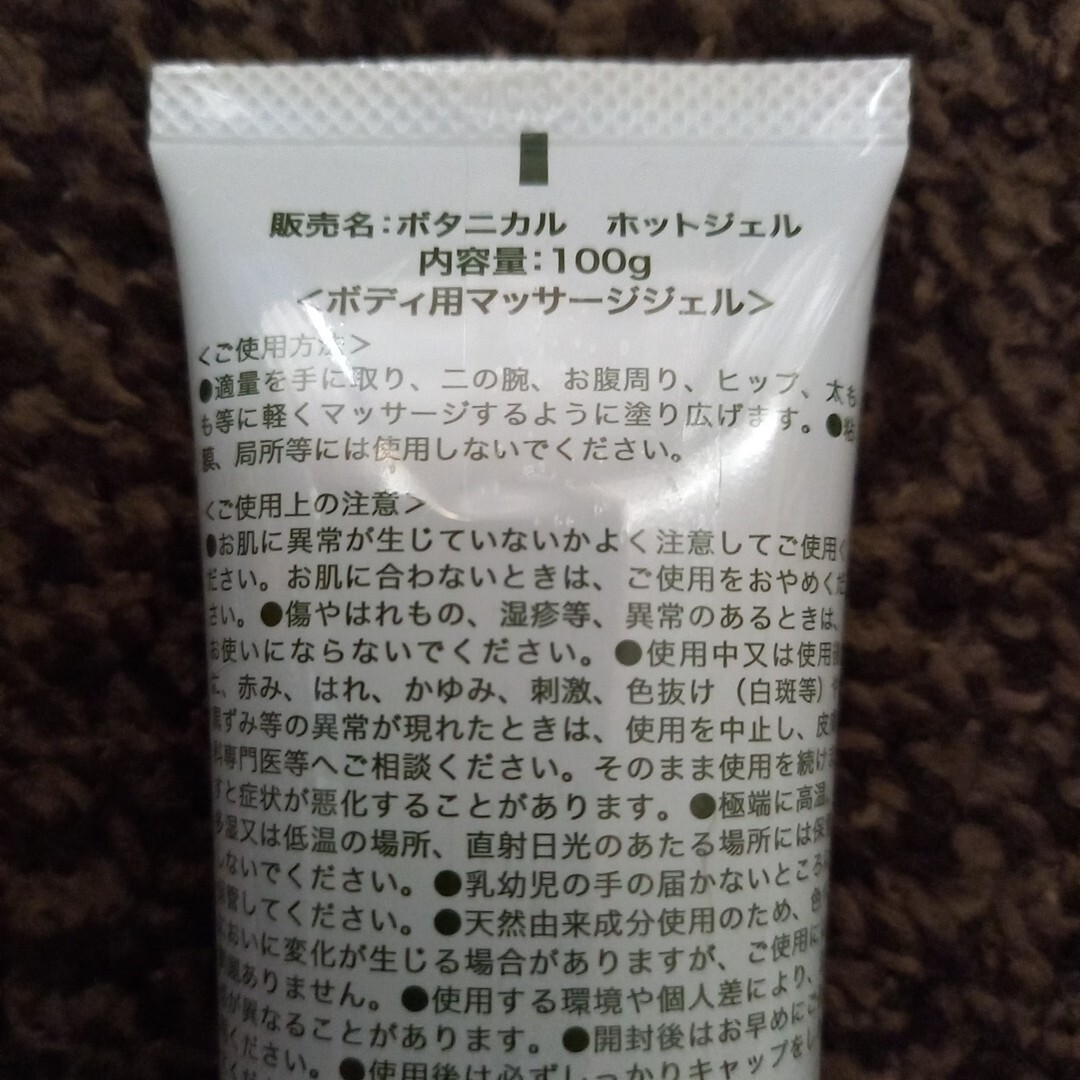 販売名:ボタニカル ホットジェル
内容量:100g
<ボディ用マッサージジェル>
<ご使用方法>
●適量を手に取り、二の腕、お腹周り、ヒップ、太も
も等に軽くマッサージするように塗り広げます。●粘
膜、局所等には使用しないでください。
<ご使用上の注意>
●お肌に異常が生じていないかよく注意してご使用く
ださい。お肌に合わないときは、ご使用をおやめくだ
さい。●傷やはれもの、湿疹等、異常のあるときは、
お使いにならないでください。●使用中又は使用後
に、赤み、はれ、かゆみ、刺激、色抜け(白斑等)や
黒ずみ等の異常が現れたときは、使用を中止し、皮膚
科専門医等へご相談ください。そのまま使用を続けま
すと症状が悪化することがあります。●極端に高温、
多湿又は低温の場所、直射日光のあたる場所には保管
しないでください。●乳幼児の手の届かないところに
保管してください。●天然由来成分使用のため、色
においに変化が生じる場合がありますが、ご使用に
問題ありません。●使用する環境や個人差により、
が異なることがあります。●開封後はお早めにご
ください。●使用後は必ずしっかりキャップをし